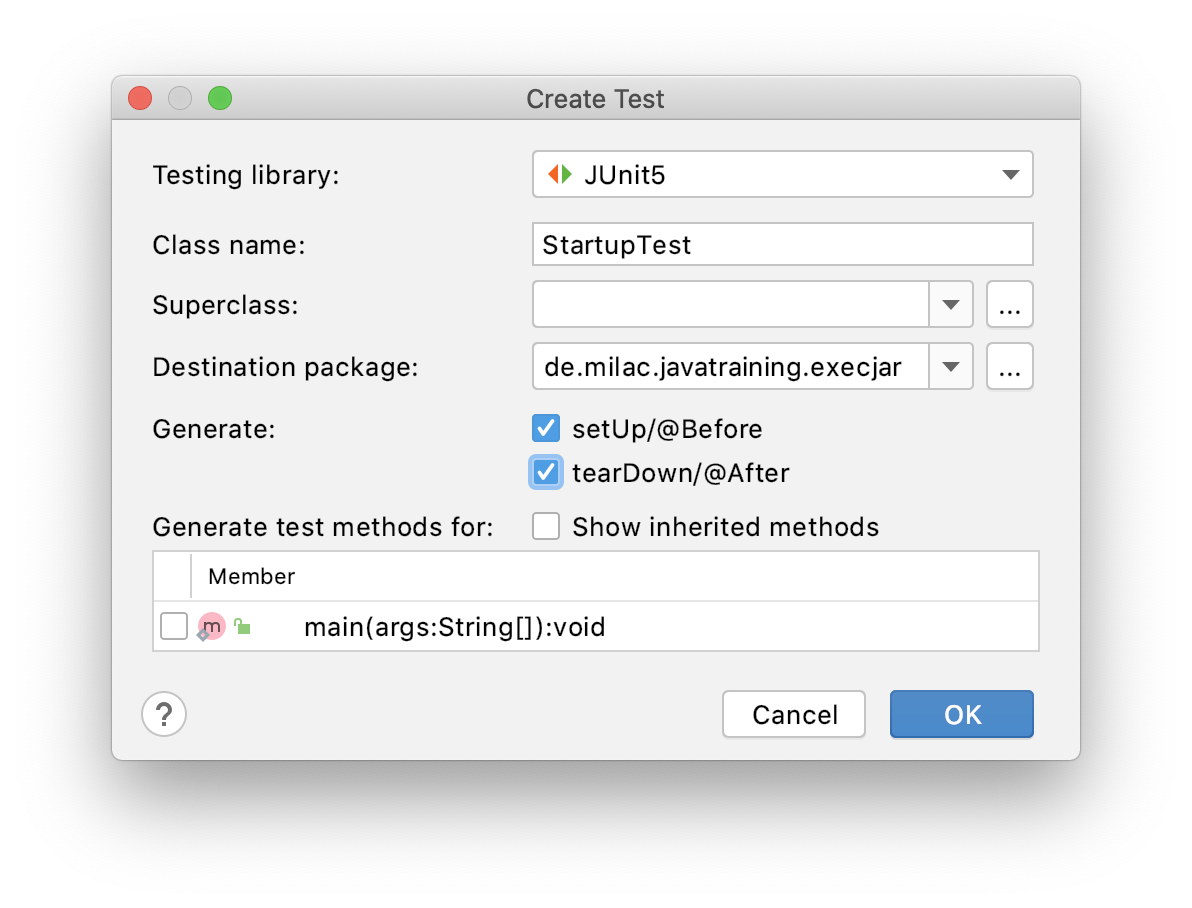 Create Test
Testing library: JUnit5
Class name: StartupTest
Superclass: ...
Destination package: de.milac.javatraining.execjar ...
Generate: setUp/@Before
tearDown/@After
Generate test methods for: Show inherited methods
Member
m main(args:String[]):void
? Cancel OK